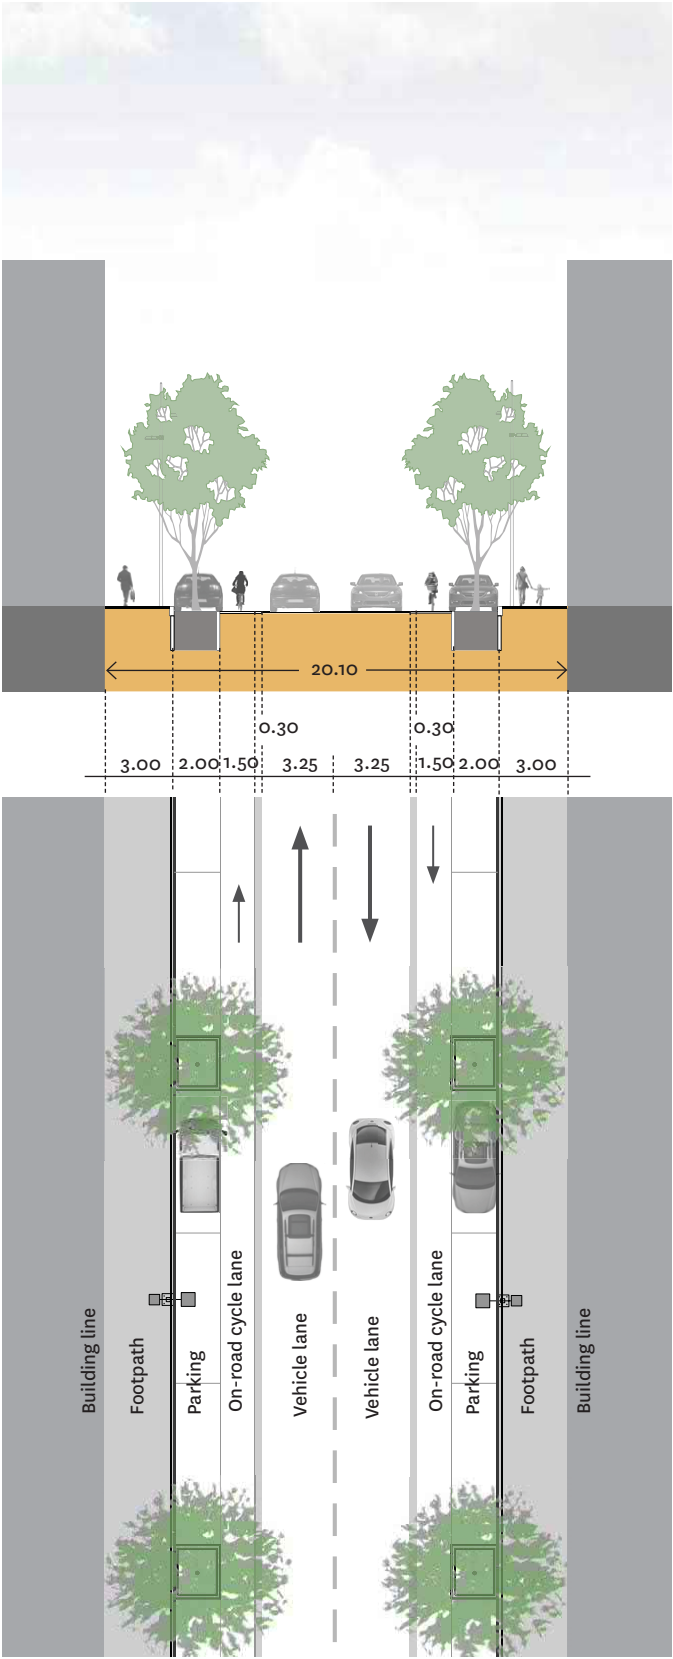 20.10
0.30 0.30
3.00 2.00 1.50 3.25 3.25 1.50 2.00 3.00
Building line
Footpath
Parking
On-road cycle lane
Vehicle lane
Vehicle lane
On-road cycle lane
Parking
Footpath
Building line